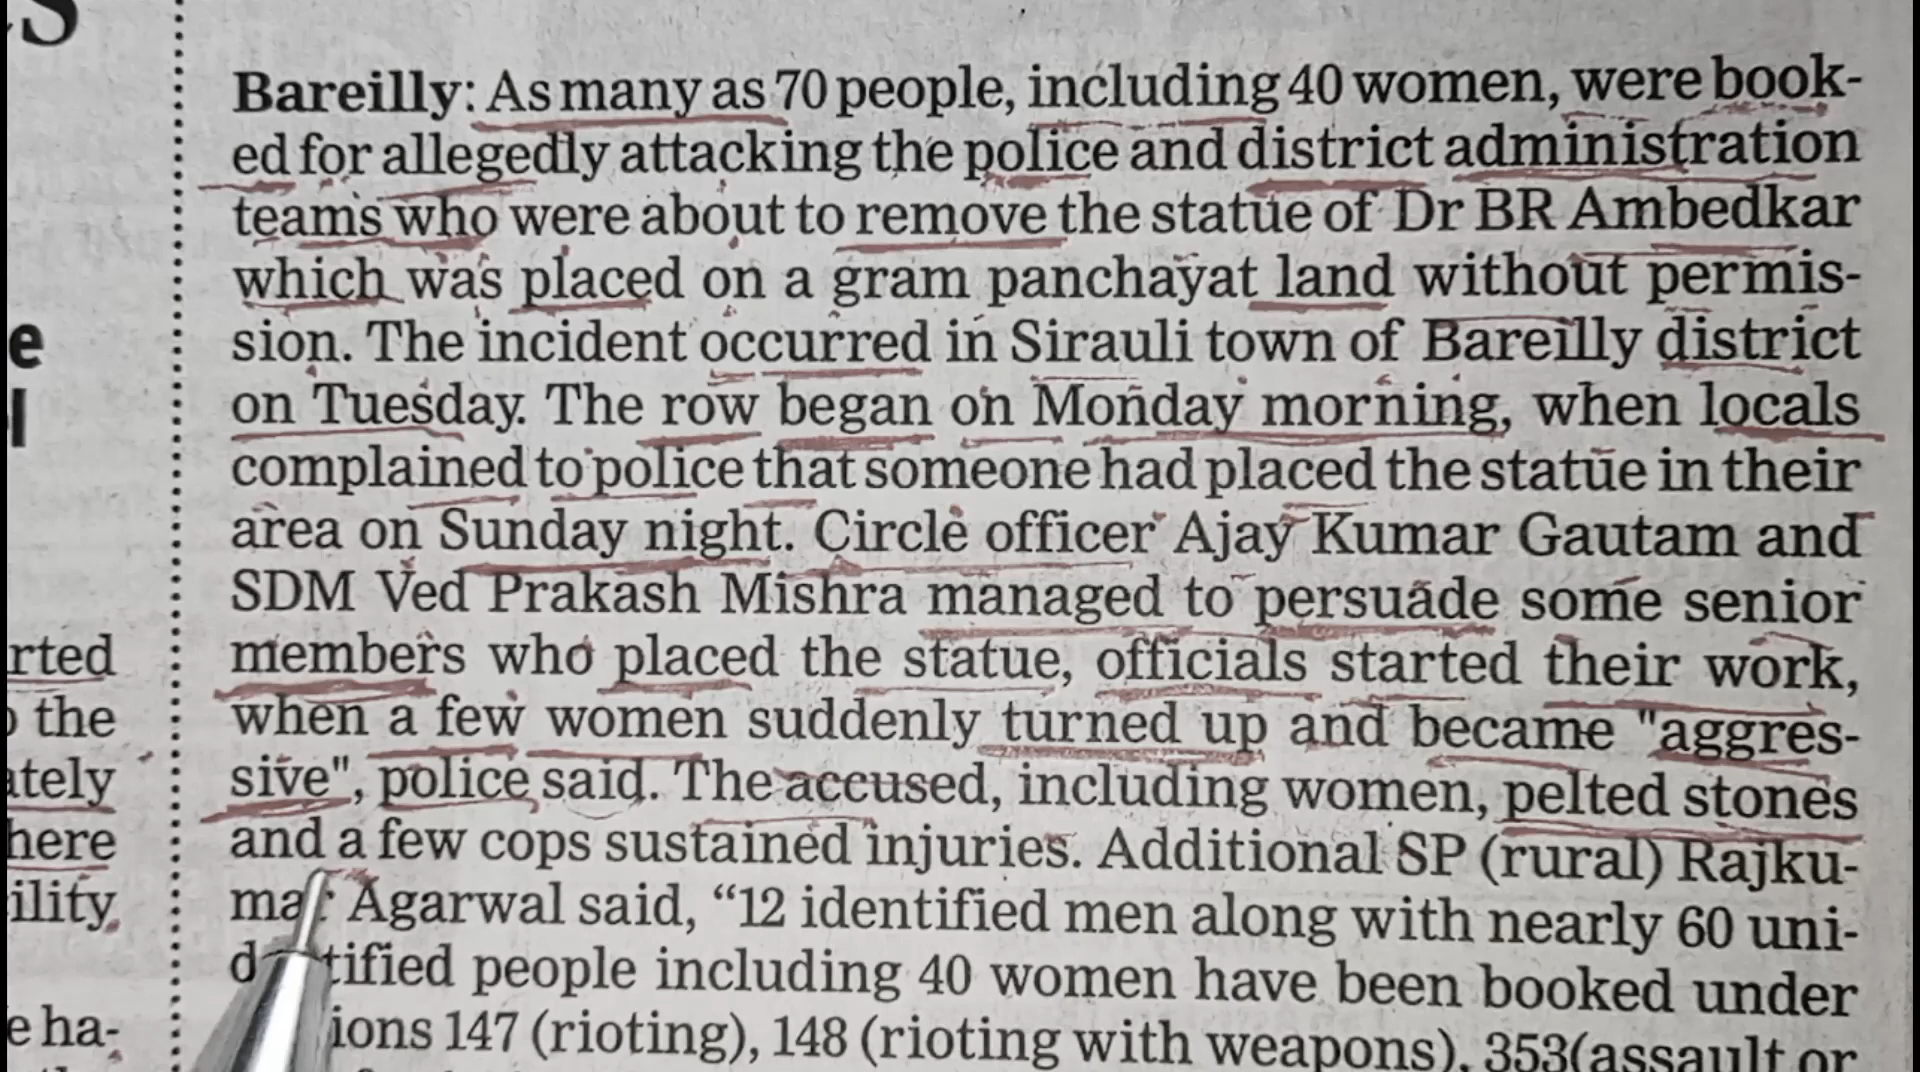 s
e
l
rted
the
ately
here
ility,
e ha-
Bareilly: As many as 70 people, including 40 women, were book-
ed for allegedly attacking the police and district administration
teams who were about to remove the statue of Dr BR Ambedkar
which was placed on a gram panchayat land without permis-
sion. The incident occurred in Sirauli town of Bareilly district
on Tuesday. The row began on Monday morning, when locals
complained to police that someone had placed the statue in their
area on Sunday night. Circle officer Ajay Kumar Gautam and
SDM Ved Prakash Mishra managed to persuade some senior
members who placed the statue, officials started their work,
when a few women suddenly turned up and became "aggres-
sive", police said. The accused, including women, pelted stones
and a few cops sustained injuries. Additional SP (rural) Rajku-
mar Agarwal said, “12 identified men along with nearly 60 uni-
tified people including 40 women have been booked under
ions 147 (rioting), 148 (rioting with weapons), 353(assault or